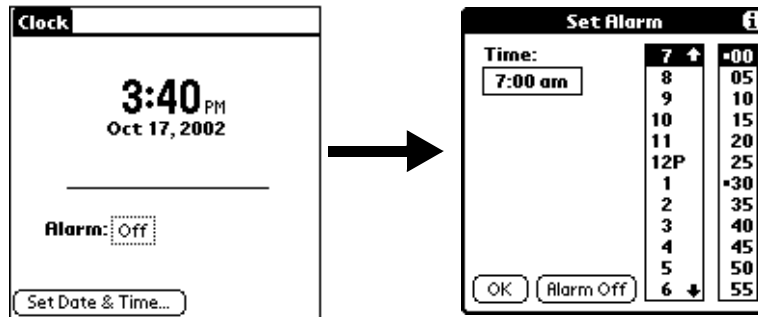 Clock
3:40 PM
Oct 17, 2002
Alarm: Off
Set Date & Time...
Set Alarm
i
Time:
7:00 am
7
8
9
10
11
12P
1
2
3
4
5
6
00
05
10
15
20
25
30
35
40
45
50
55
OK
Alarm Off